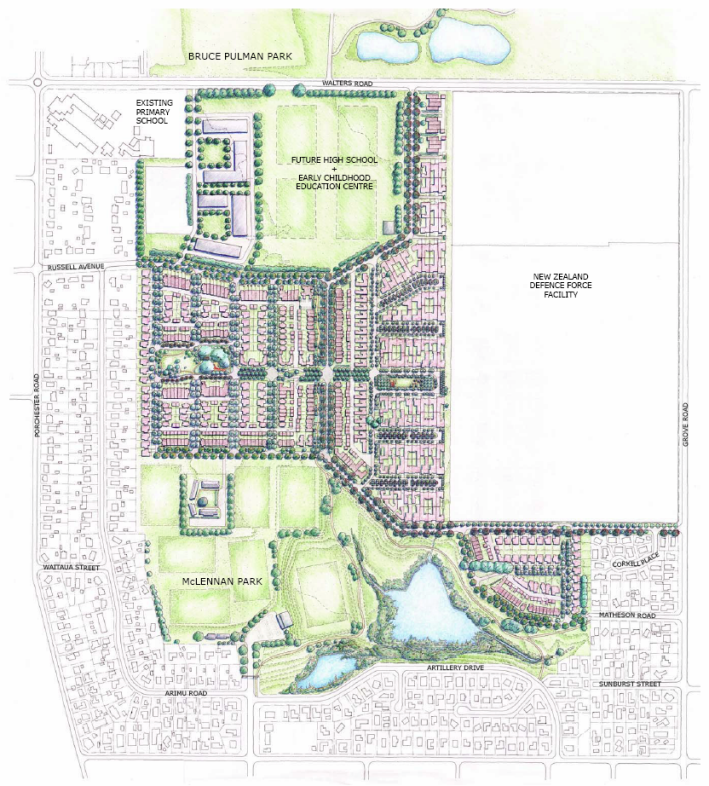 BRUCE PULMAN PARK
WALTERS ROAD
EXISTING
PRIMARY
SCHOOL
FUTURE HIGH SCHOOL
+
EARLY CHILDHOOD
EDUCATION CENTRE
RUSSELL AVENUE
NEW ZEALAND
DEFENCE FORCE
FACILITY
PORCHESTER ROAD
GROVE ROAD
WAITAUA STREET
McLENNAN PARK
CORKILL PLACE
MATHESON ROAD
ARTILLERY DRIVE
SUNBURST STREET
ARIMU ROAD